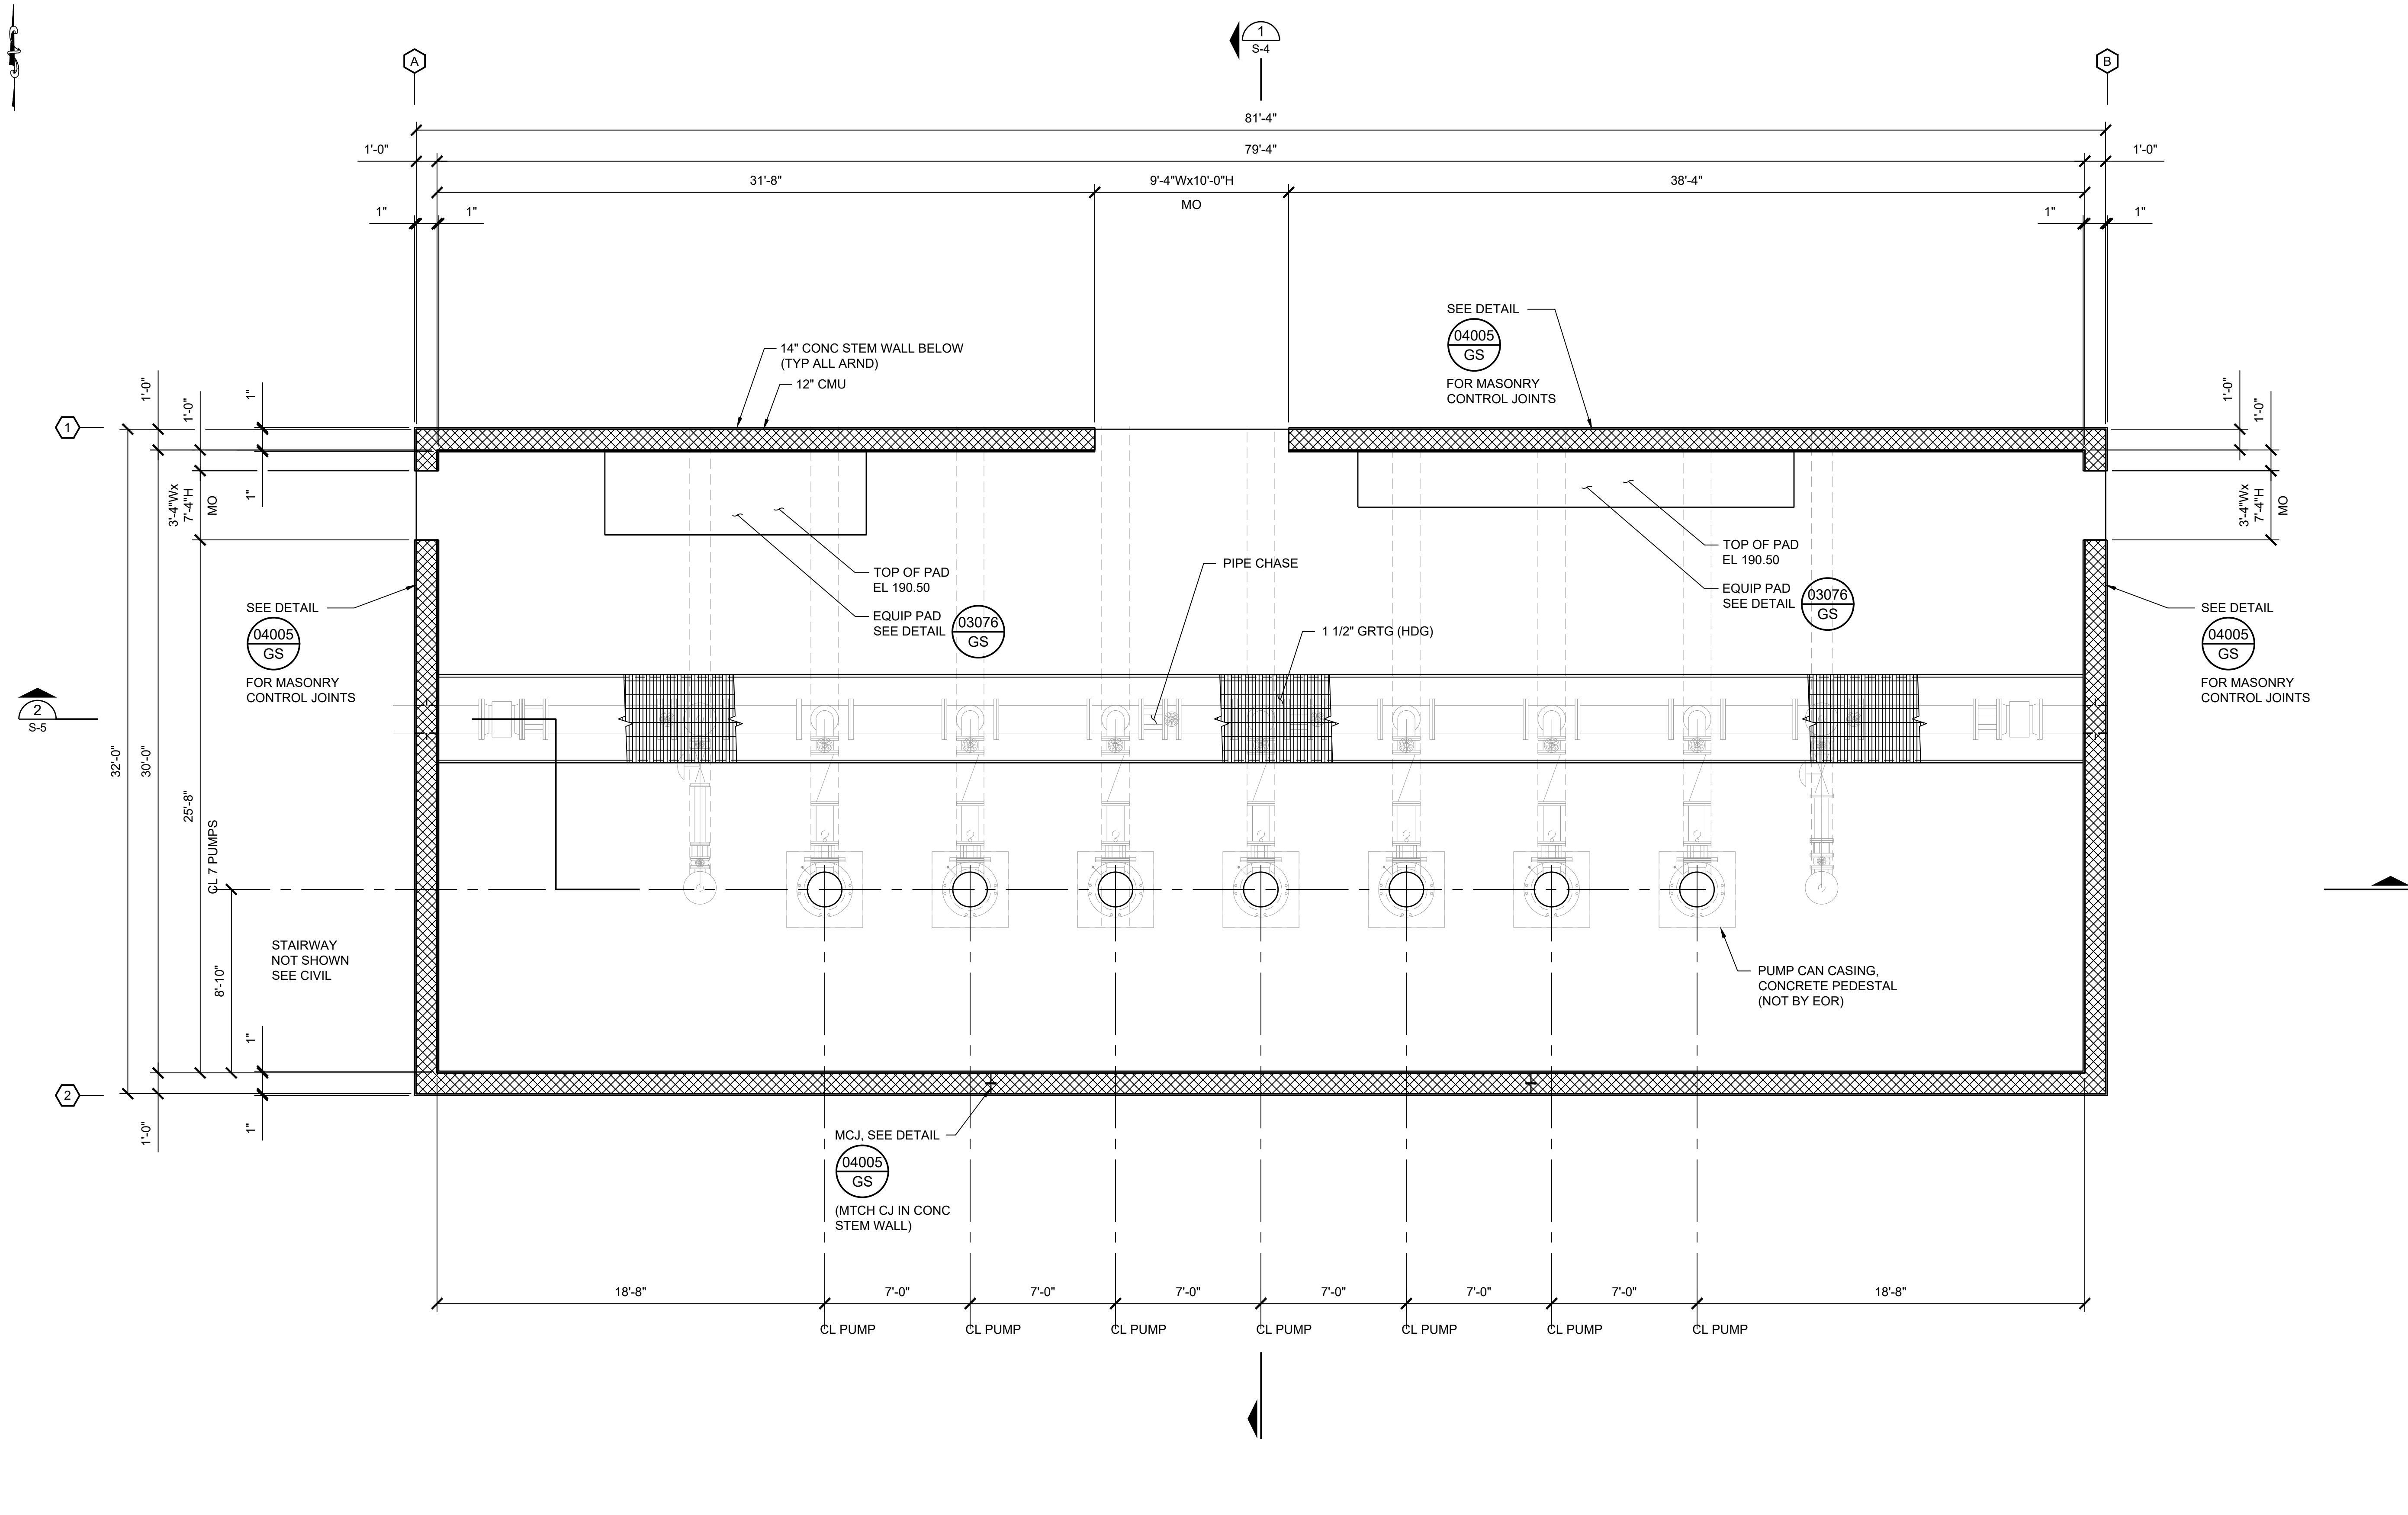 1
S-4
A
B
81'-4"
1'-0"
79'-4"
1'-0"
31'-8"
9'-4"Wx10'-0"H
MO
38'-4"
1"
1"
1"
1"
SEE DETAIL
04005
GS
FOR MASONRY
CONTROL JOINTS
14" CONC STEM WALL BELOW
(TYP ALL ARND)
12" CMU
1'-0"
1'-0"
1"
1'-0"
1'-0"
1
3'-4"Wx
7'-4"H
MO
1"
3'-4"Wx
7'-4"H
MO
TOP OF PAD
EL 190.50
EQUIP PAD
SEE DETAIL
03076
GS
PIPE CHASE
1 1/2" GRTG (HDG)
TOP OF PAD
EL 190.50
EQUIP PAD
SEE DETAIL
03076
GS
SEE DETAIL
04005
GS
FOR MASONRY
CONTROL JOINTS
SEE DETAIL
04005
GS
FOR MASONRY
CONTROL JOINTS
2
S-5
32'-0"
30'-0"
25'-8"
CL 7 PUMPS
8'-10"
STAIRWAY
NOT SHOWN
SEE CIVIL
PUMP CAN CASING,
CONCRETE PEDESTAL
(NOT BY EOR)
1"
2
1'-0"
1"
MCJ, SEE DETAIL
04005
GS
(MTCH CJ IN CONC
STEM WALL)
18'-8"
7'-0"
7'-0"
7'-0"
7'-0"
7'-0"
7'-0"
18'-8"
CL PUMP
CL PUMP
CL PUMP
CL PUMP
CL PUMP
CL PUMP
CL PUMP